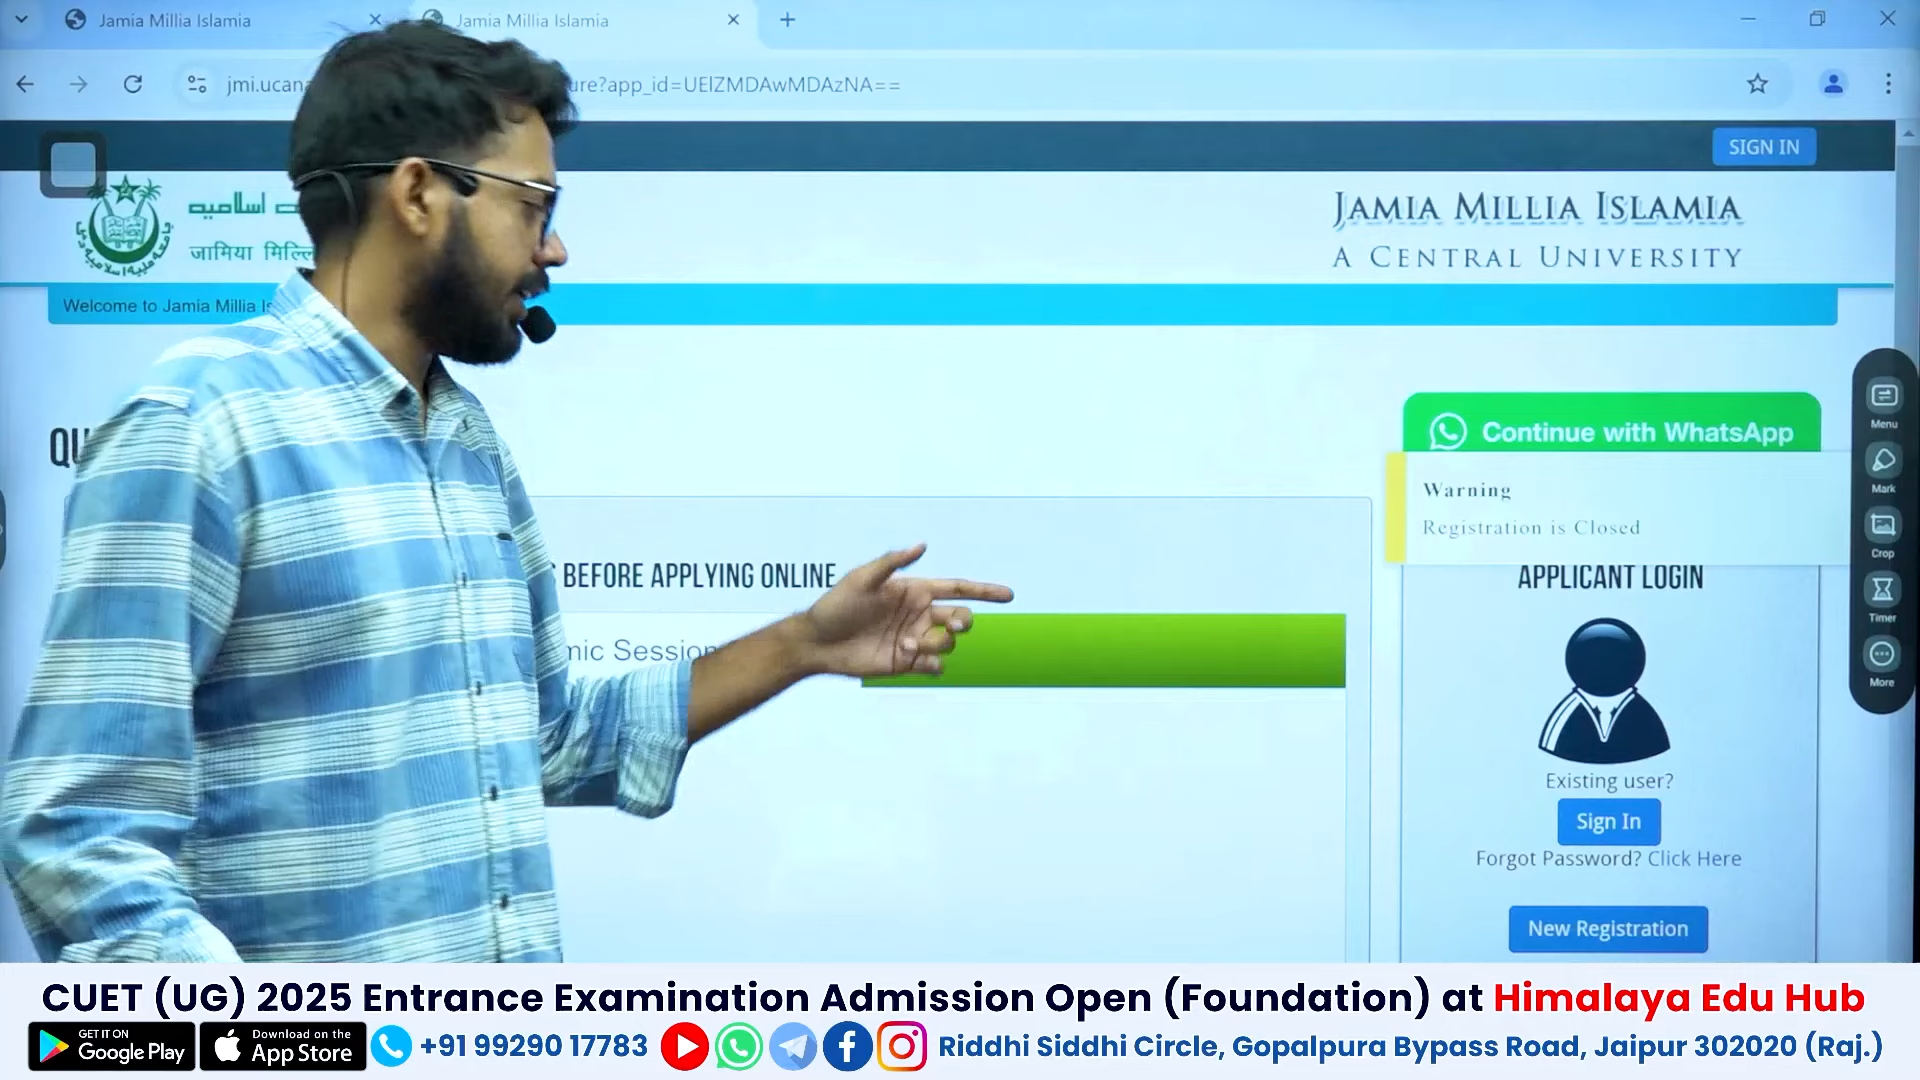 Jamia Millia Islamia
Jamia Millia Islamia
jmi.ucana
ure?app_id=UElZMDAwMDAzNA==
SIGN IN
اسلامیہ
जामिया मिल्लि
JAMIA MILLIA ISLAMIA
A CENTRAL UNIVERSITY
Welcome to Jamia Millia Is
QU
Continue with WhatsApp
Warning
Registration is Closed
BEFORE APPLYING ONLINE
mic Session
APPLICANT LOGIN
Existing user?
Sign In
Forgot Password? Click Here
New Registration
Menu
Mark
Crop
Timer
More
CUET (UG) 2025 Entrance Examination Admission Open (Foundation) at Himalaya Edu Hub
GET IT ON
Google Play
Download on the
App Store
+91 99290 17783
Riddhi Siddhi Circle, Gopalpura Bypass Road, Jaipur 302020 (Raj.)